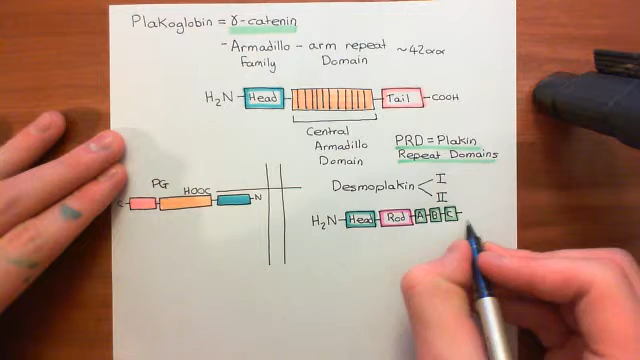 Plakoglobin = γ-catenin
- Armadillo - arm repeat ~42aa
Family Domain
H₂N Head Tail COOH
Central
Armadillo
Domain
PRD = Plakin
Repeat Domains
PG HOOC
C N
Desmoplakin I
II
H₂N Head Rod A B C